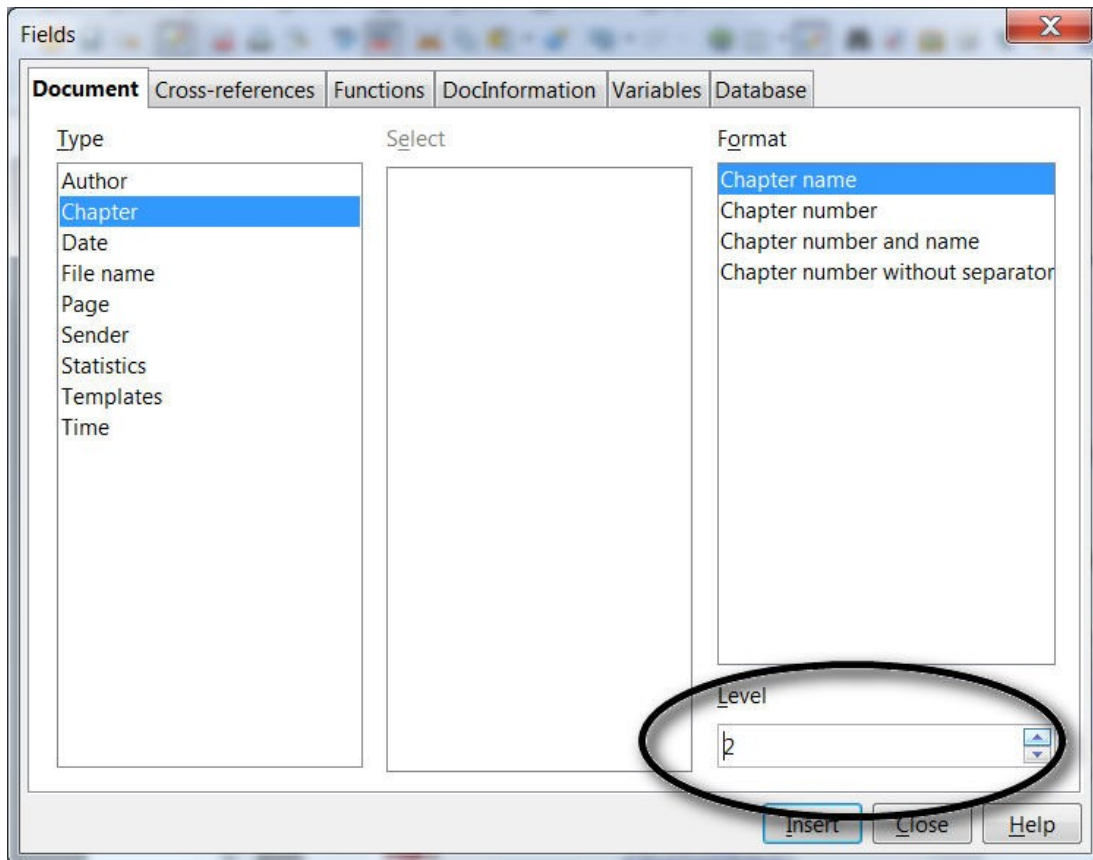 Fields
X
Document Cross-references Functions DocInformation Variables Database
Type
Author
Chapter
Date
File name
Page
Sender
Statistics
Templates
Time
Select
Format
Chapter name
Chapter number
Chapter number and name
Chapter number without separator
Level
2
Insert Close Help